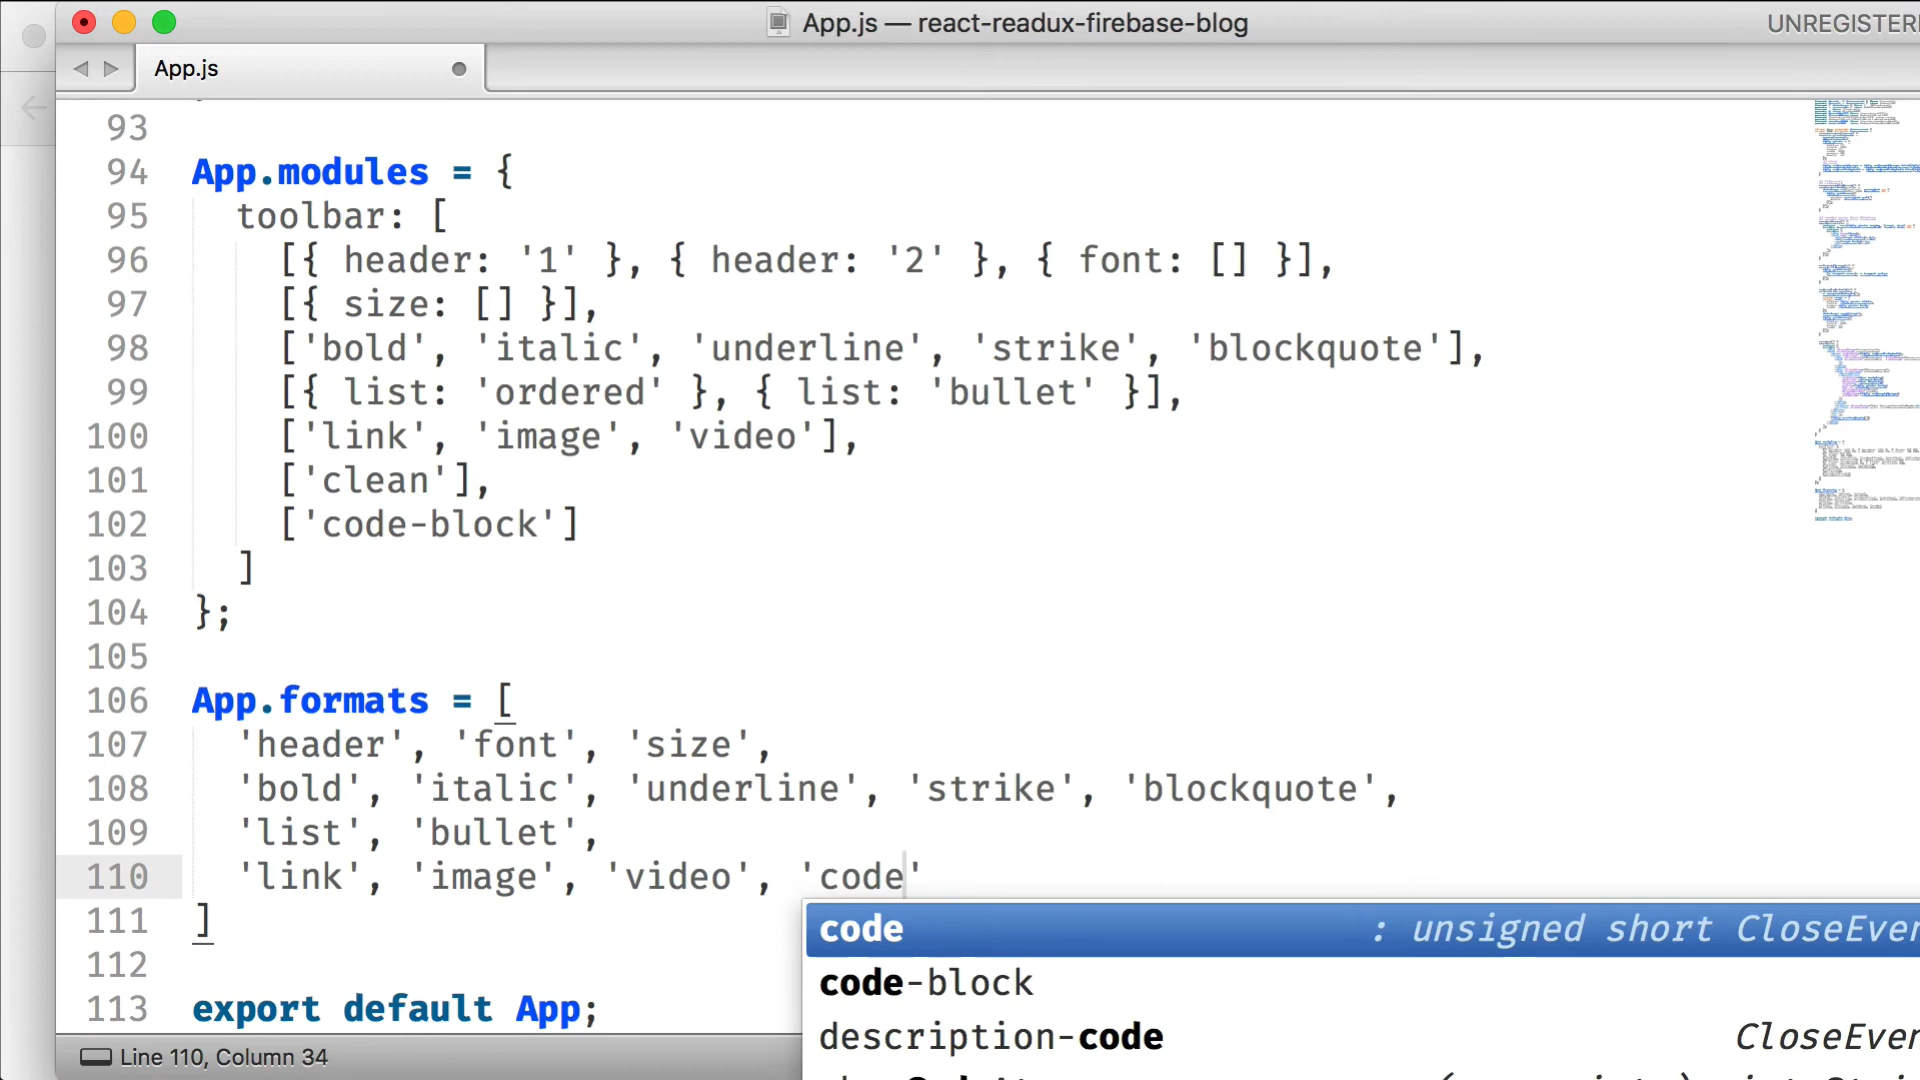 App.js — react-readux-firebase-blog
UNREGISTERE
App.js
93
94 App.modules = {
95 toolbar: [
96 [{ header: '1' }, { header: '2' }, { font: [] }],
97 [{ size: [] }],
98 ['bold', 'italic', 'underline', 'strike', 'blockquote'],
99 [{ list: 'ordered' }, { list: 'bullet' }],
100 ['link', 'image', 'video'],
101 ['clean'],
102 ['code-block']
103 ]
104 };
105
106 App.formats = [
107 'header', 'font', 'size',
108 'bold', 'italic', 'underline', 'strike', 'blockquote',
109 'list', 'bullet',
110 'link', 'image', 'video', 'code'
111 ]
112
113 export default App;
code : unsigned short CloseEven
code-block
description-code CloseEven
Line 110, Column 34